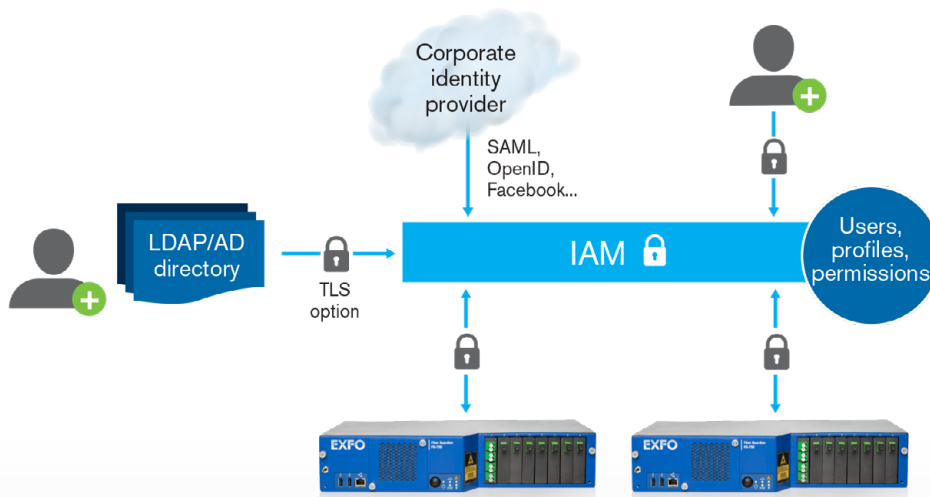 Corporate
identity
provider
SAML,
OpenID,
Facebook...
LDAP/AD
directory
TLS
option
IAM
Users,
profiles,
permissions
EXFO
EXFO